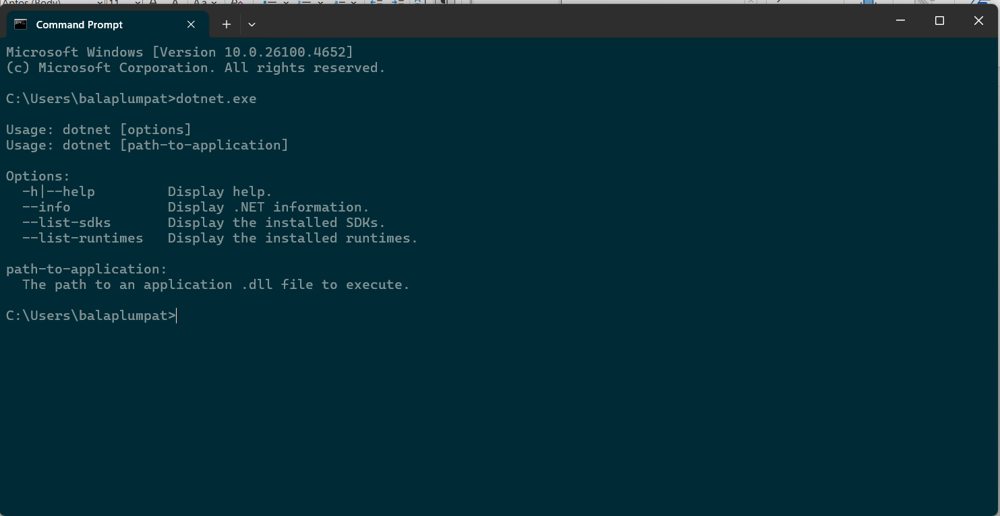 Aptos (Body) 11
Command Prompt
Microsoft Windows [Version 10.0.26100.4652]
(c) Microsoft Corporation. All rights reserved.
C:\Users\balaplumpat>dotnet.exe
Usage: dotnet [options]
Usage: dotnet [path-to-application]
Options:
-h|--help Display help.
--info Display .NET information.
--list-sdks Display the installed SDKs.
--list-runtimes Display the installed runtimes.
path-to-application:
The path to an application .dll file to execute.
C:\Users\balaplumpat>